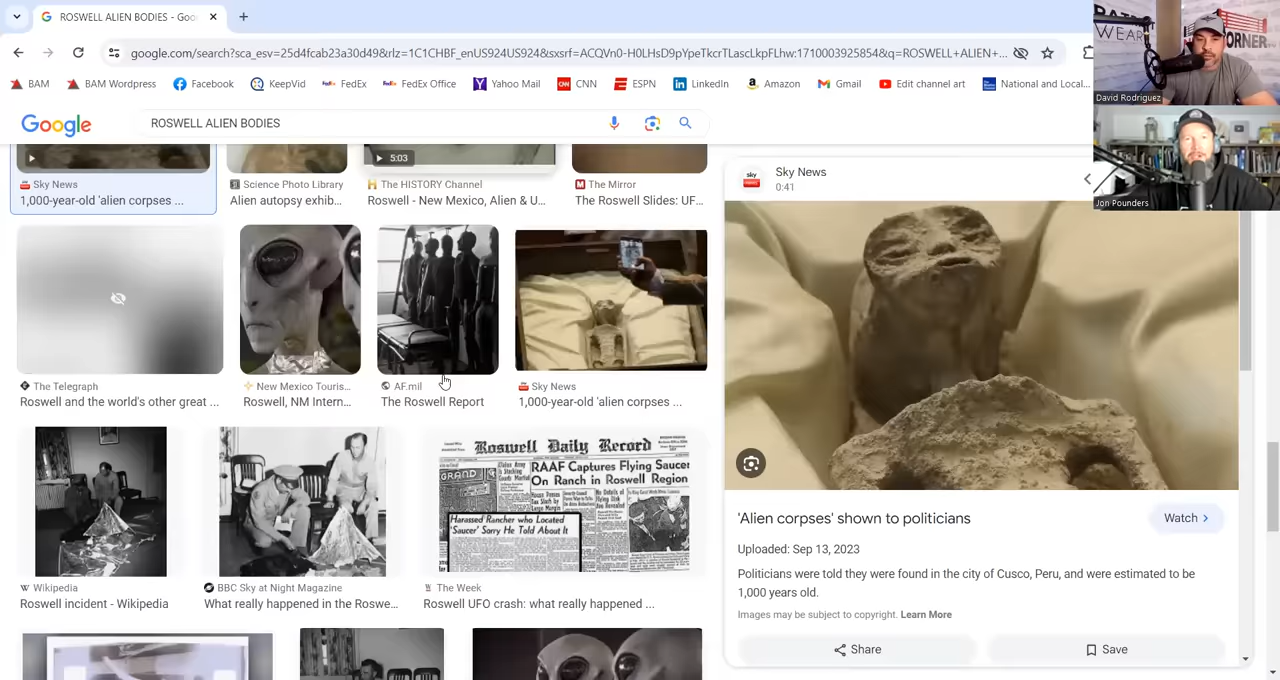 ROSWELL ALIEN BODIES - Goo
google.com/search?sca_esv=25d4fcab23a30d49&rlz=1C1CHBF_enUS924US924&sxsrf=ACQVn0-H0LHsD9pYpeTkcrTLascLkpFLhw:1710003925854&q=ROSWELL+ALIEN+...
BAM
BAM Wordpress
Facebook
KeepVid
FedEx
FedEx Office
Yahoo Mail
CNN
ESPN
LinkedIn
Amazon
Gmail
Edit channel art
National and Local...
WEAR
ORNER
David Rodriguez
Jon Pounders
Google
ROSWELL ALIEN BODIES
5:03
Sky News
1,000-year-old 'alien corpses ...
Science Photo Library
Alien autopsy exhib...
The HISTORY Channel
Roswell - New Mexico, Alien & U...
The Mirror
The Roswell Slides: UF...
The Telegraph
Roswell and the world's other great ...
New Mexico Touris...
Roswell, NM Intern...
AF.mil
The Roswell Report
Sky News
1,000-year-old 'alien corpses ...
Roswell Daily Record
RAAF Captures Flying Saucer
On Ranch in Roswell Region
Harassed Rancher who Located
'Saucer' Sorry He Told About It
Wikipedia
Roswell incident - Wikipedia
BBC Sky at Night Magazine
What really happened in the Roswe...
The Week
Roswell UFO crash: what really happened ...
sky
Sky News
0:41
'Alien corpses' shown to politicians
Watch
Uploaded: Sep 13, 2023
Politicians were told they were found in the city of Cusco, Peru, and were estimated to be
1,000 years old.
Images may be subject to copyright. Learn More
Share
Save